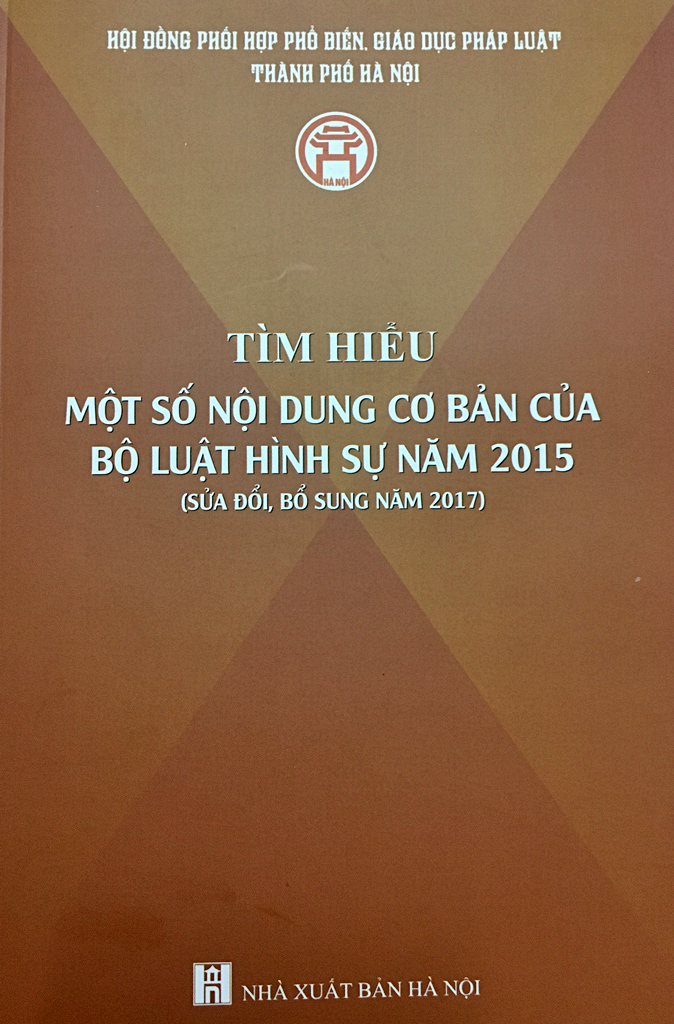 HỘI ĐỒNG PHỐI HỢP PHỔ BIẾN, GIÁO DỤC PHÁP LUẬT
THÀNH PHỐ HÀ NỘI
HÀ NỘI
TÌM HIỂU
MỘT SỐ NỘI DUNG CƠ BẢN CỦA
BỘ LUẬT HÌNH SỰ NĂM 2015
(SỬA ĐỔI, BỔ SUNG NĂM 2017)
NHÀ XUẤT BẢN HÀ NỘI